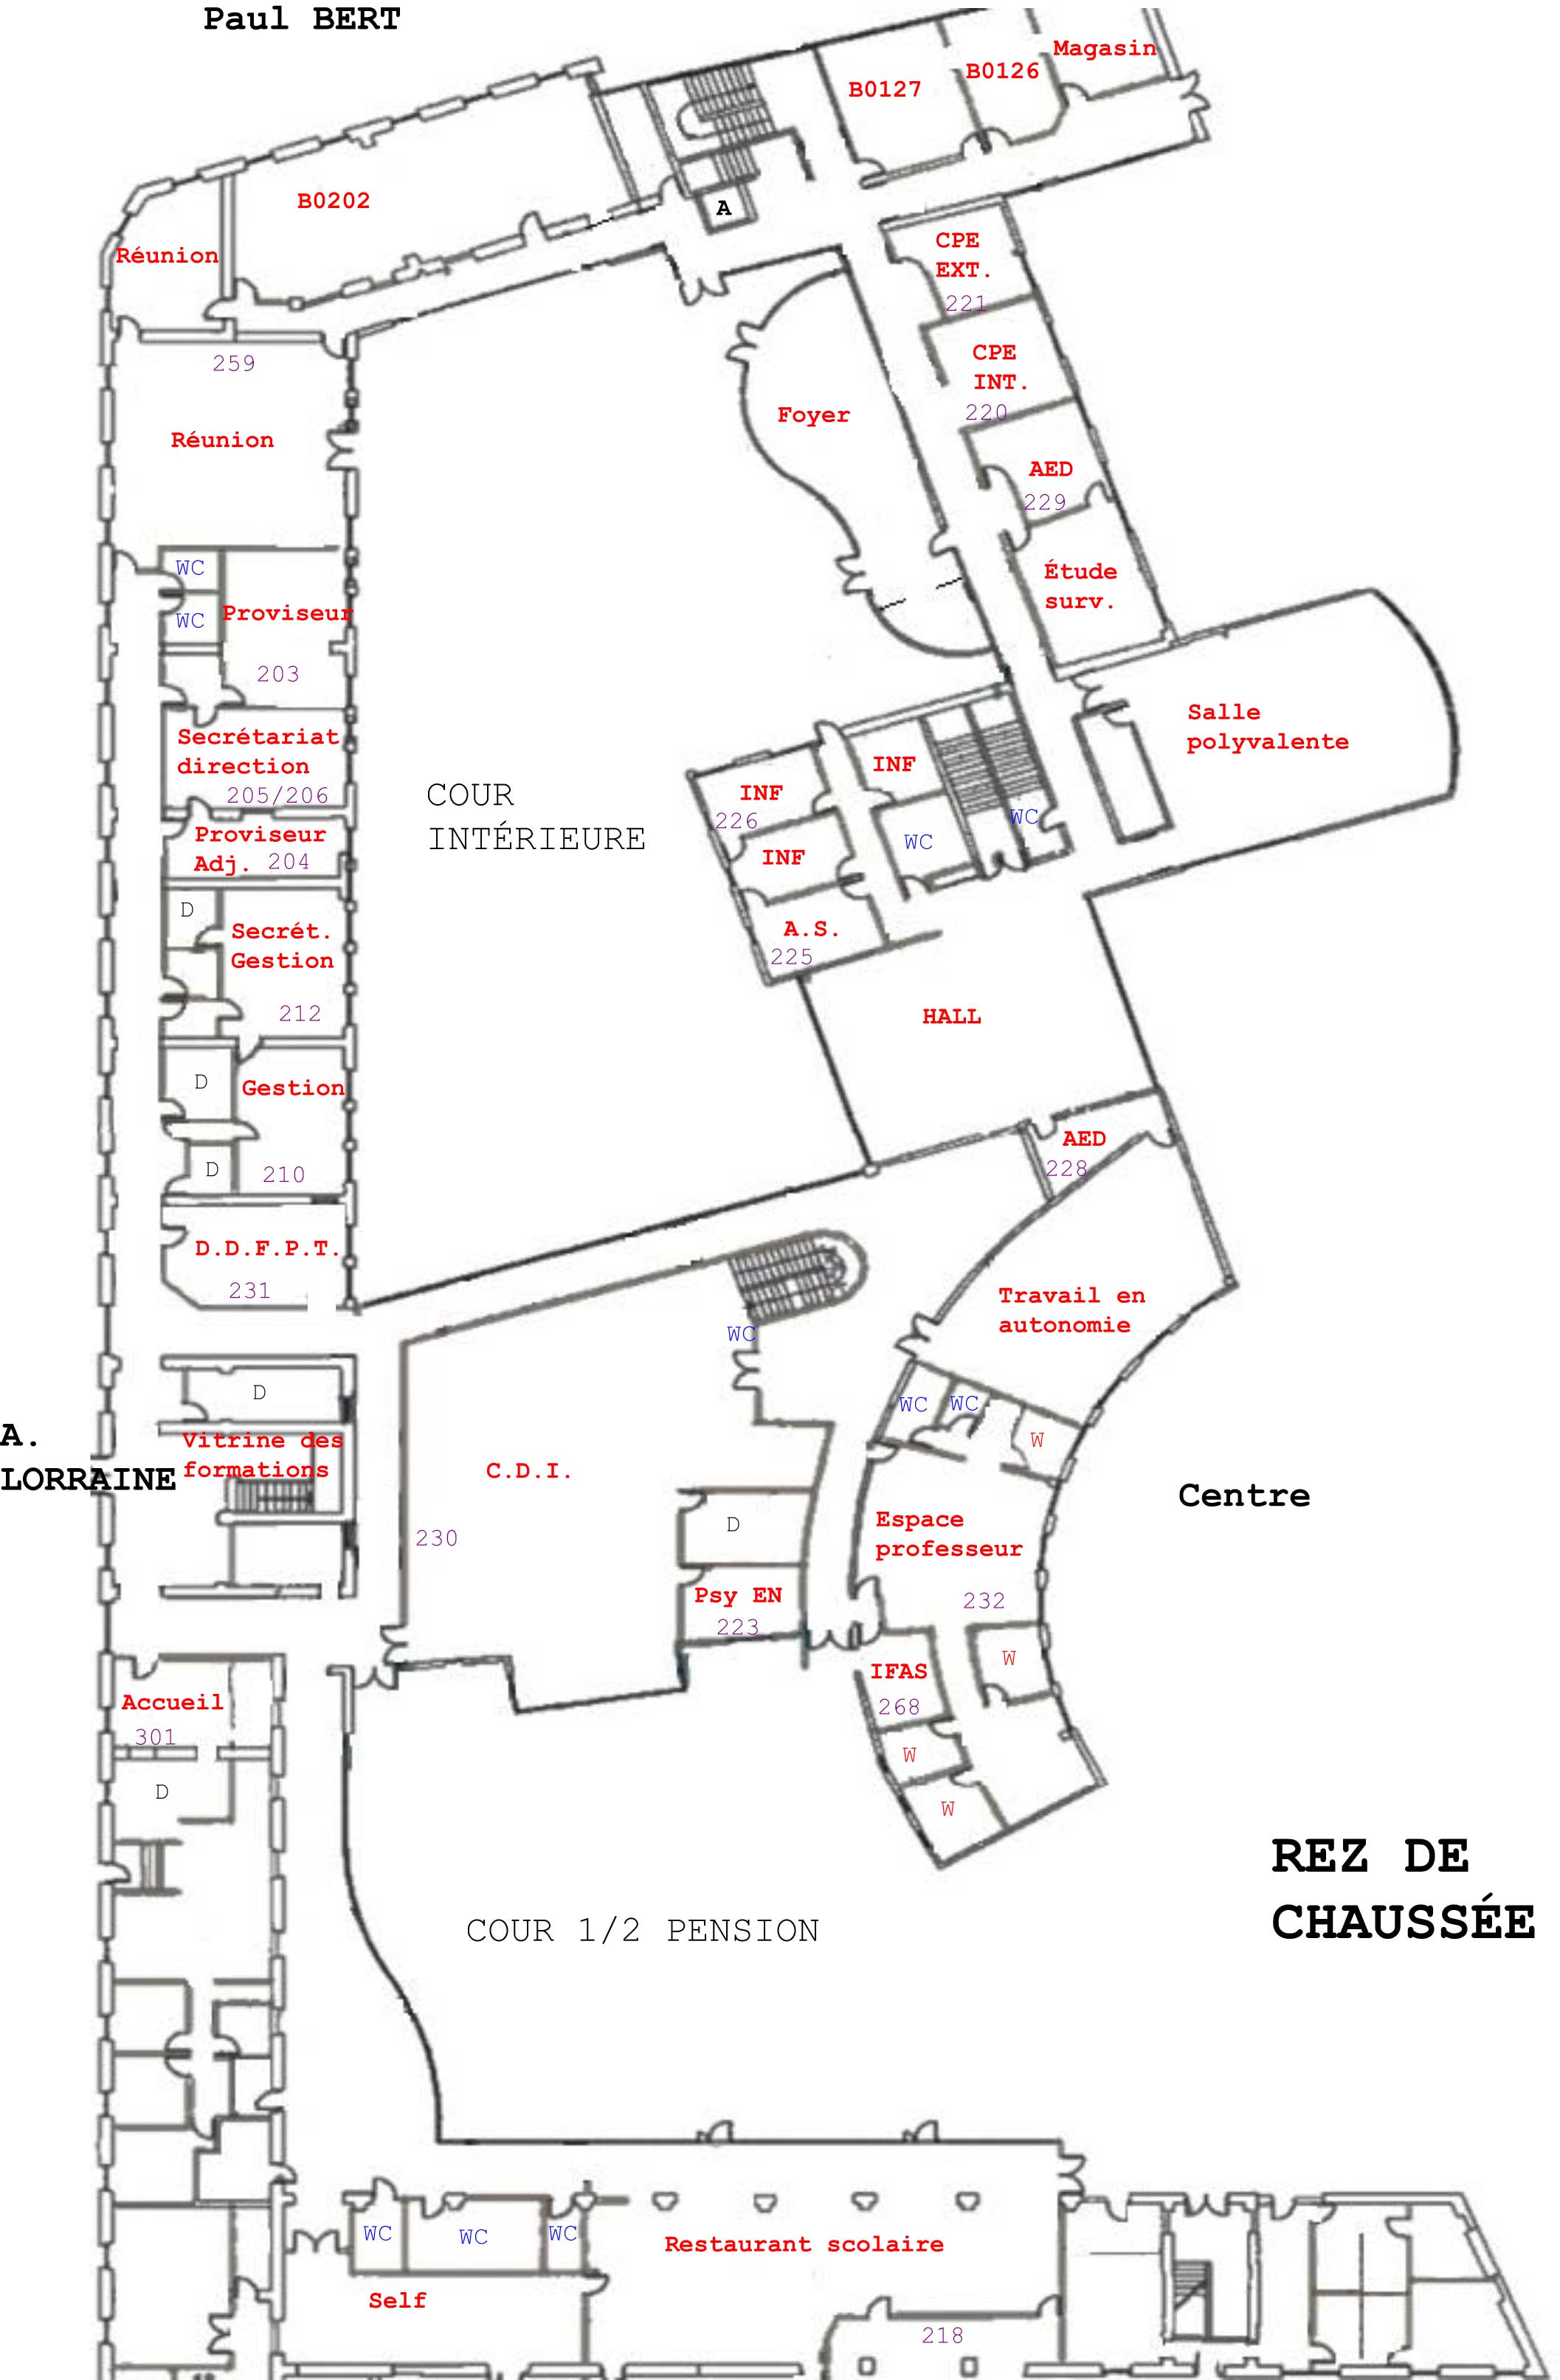 Paul BERT
Magasin
B0126
B0127
B0202
A
Réunion
CPE
EXT.
221
259
CPE
INT.
220
Foyer
Réunion
AED
229
WC
Étude
surv.
WC
Proviseur
203
Salle
polyvalente
Secrétariat
direction
205/206
COUR
INTÉRIEURE
INF
INF
226
WC
WC
INF
Proviseur
Adj. 204
D
Secrét.
Gestion
212
A.S.
225
HALL
D
Gestion
D
210
AED
228
D.D.F.P.T.
231
Travail en
autonomie
WC
D
WC
WC
W
A.
LORRAINE
Vitrine des
formations
C.D.I.
230
D
Centre
Espace
professeur
232
Psy EN
223
W
IFAS
268
W
W
Accueil
301
D
REZ DE
CHAUSSÉE
COUR 1/2 PENSION
WC
WC
WC
Restaurant scolaire
Self
218